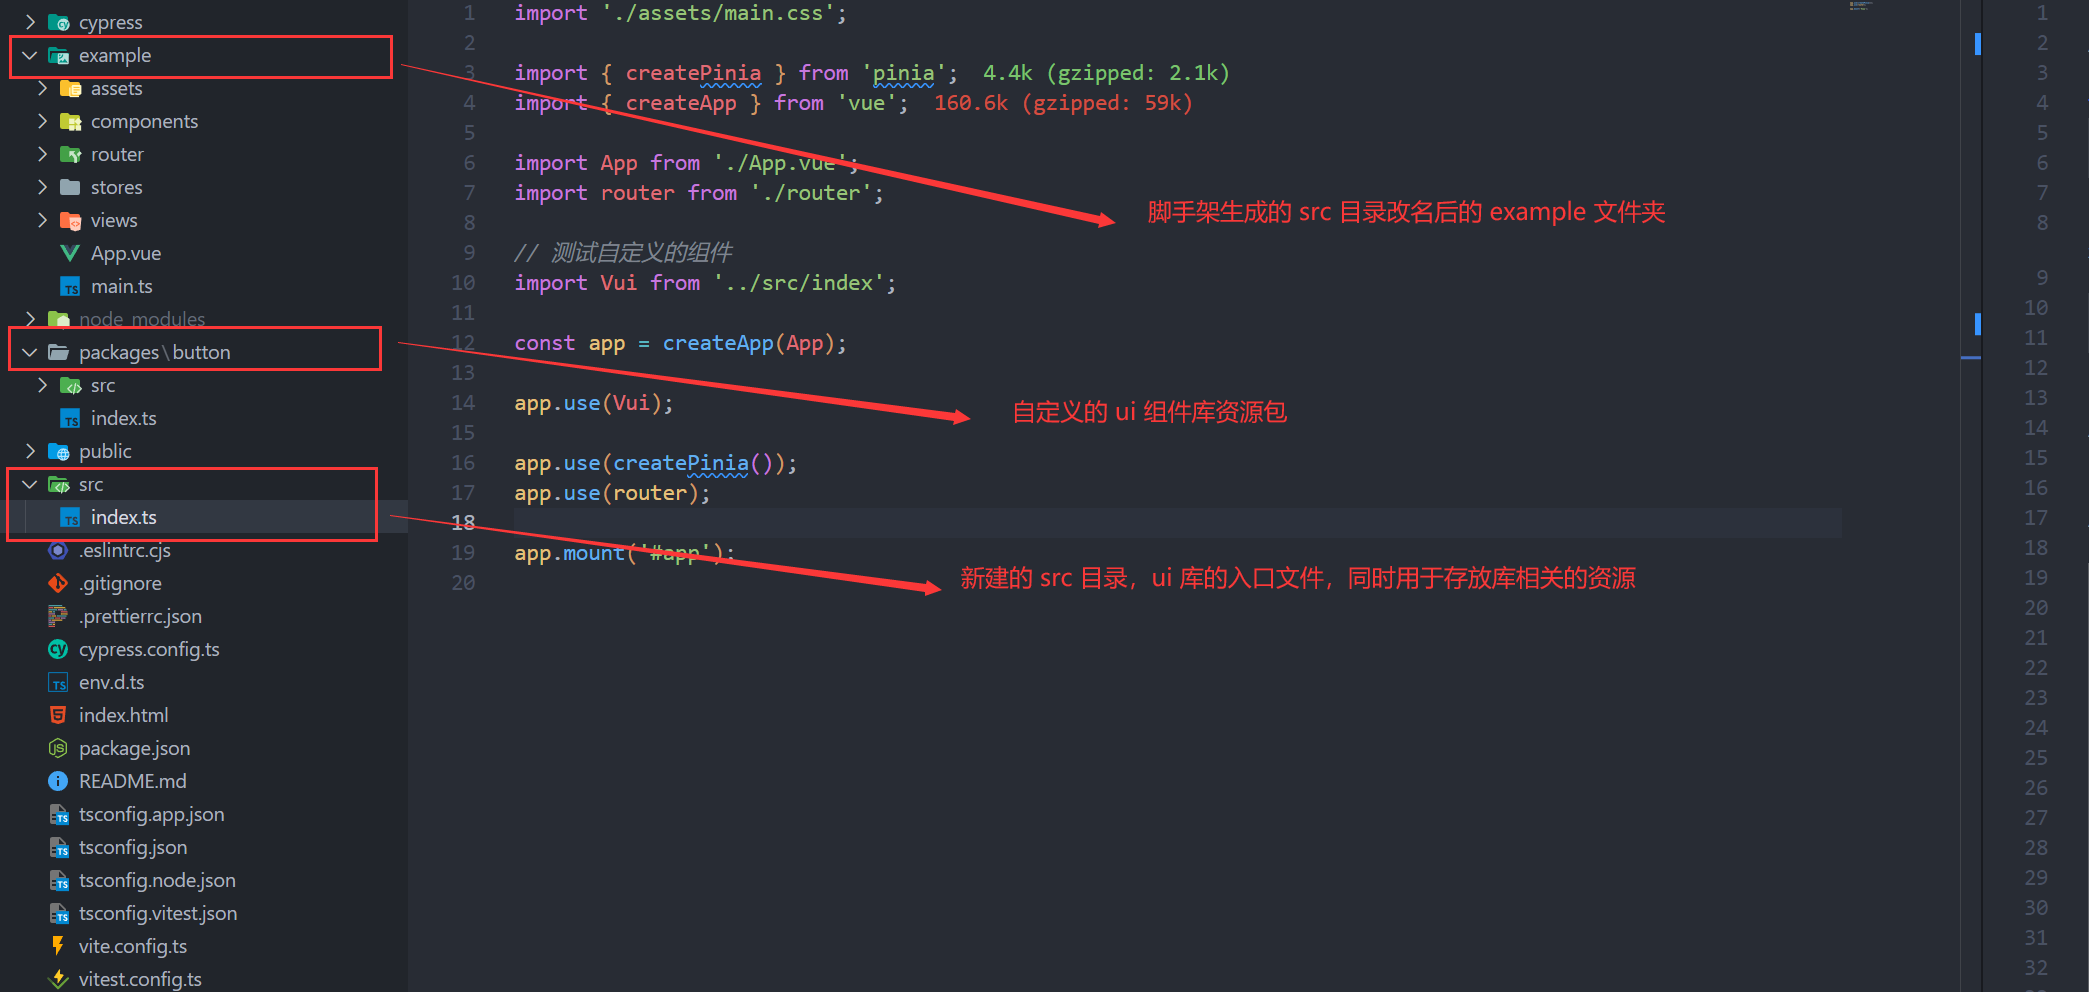 cypress
example
assets
components
router
stores
views
App.vue
main.ts
node_modules
packages\button
src
index.ts
public
src
index.ts
.eslintrc.cjs
.gitignore
.prettierrc.json
cypress.config.ts
env.d.ts
index.html
package.json
README.md
tsconfig.app.json
tsconfig.json
tsconfig.node.json
tsconfig.vitest.json
vite.config.ts
vitest.config.ts
1 import './assets/main.css';
2
3 import { createPinia } from 'pinia'; 4.4k (gzipped: 2.1k)
4 import { createApp } from 'vue'; 160.6k (gzipped: 59k)
5
6 import App from './App.vue';
7 import router from './router';
8
9 // 测试自定义的组件
10 import Vui from '../src/index';
11
12 const app = createApp(App);
13
14 app.use(Vui);
15
16 app.use(createPinia());
17 app.use(router);
18
19 app.mount('#app');
20
脚手架生成的 src 目录改名后的 example 文件夹
自定义的 ui 组件库资源包
新建的 src 目录，ui 库的入口文件，同时用于存放库相关的资源
1
2
3
4
5
6
7
8
9
10
11
12
13
14
15
16
17
18
19
20
21
22
23
24
25
26
27
28
29
30
31
32